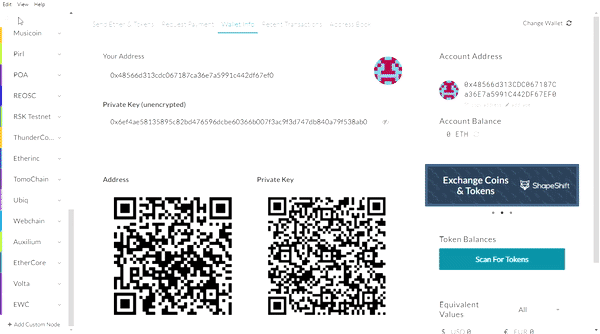 Edit View Help
Musicoin
Pirl
POA
REOSC
RSK Testnet
ThunderCo...
Etherinc
TomoChain
Ubiq
Webchain
Auxilium
EtherCore
Volta
EWC
+ Add Custom Node
Send Ether & Tokens Request Payment Wallet Info Recent Transactions Address Book
Change Wallet
Your Address
0x48566d313cdc067187ca36e7a5991c442df67ef0
Private Key (unencrypted)
0x6ef4ae58135895c82bd476596dcbe60366b007f3ac9f3d747db840a79f538ab0
Address
Private Key
Account Address
0x48566d313CDC067187C
a36E7a5991C442DF67EF0
Account Balance
0 ETH
Exchange Coins
& Tokens
ShapeShift
Token Balances
Scan For Tokens
Equivalent
Values
All
$ USD 0
€ EUR 0